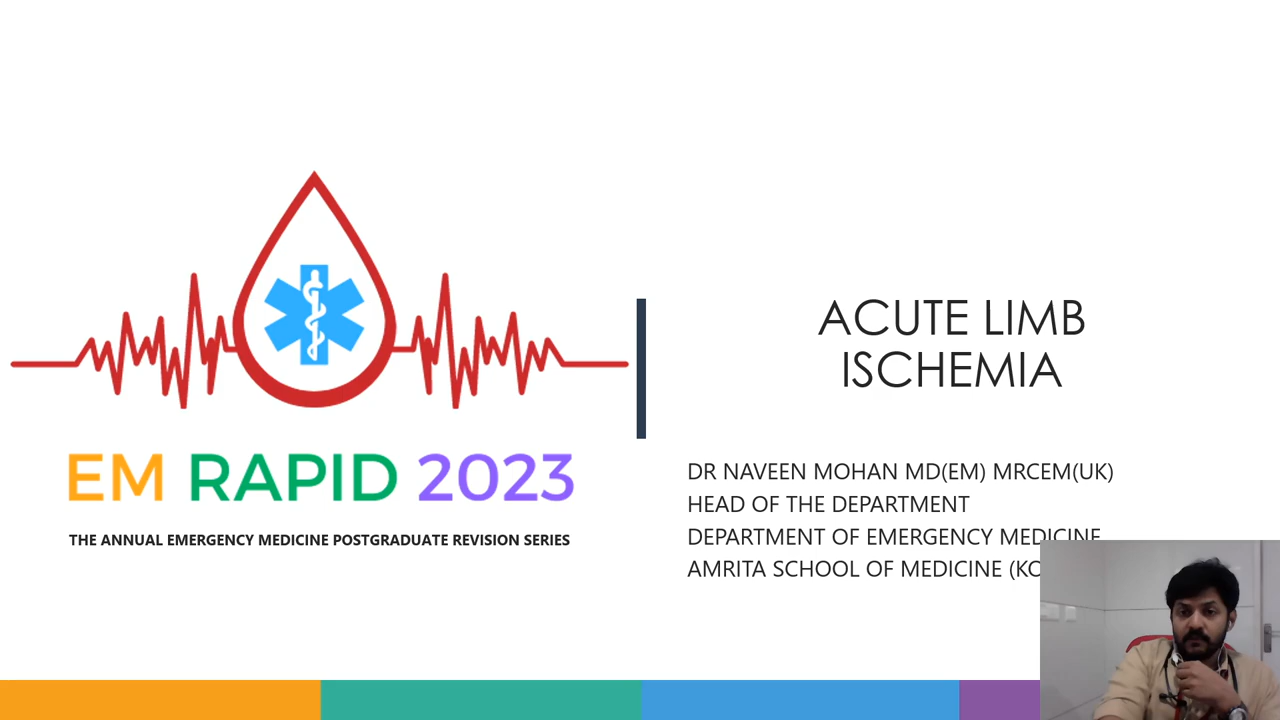 EM RAPID 2023
THE ANNUAL EMERGENCY MEDICINE POSTGRADUATE REVISION SERIES
ACUTE LIMB
ISCHEMIA
DR NAVEEN MOHAN MD(EM) MRCEM(UK)
HEAD OF THE DEPARTMENT
DEPARTMENT OF EMERGENCY MEDICINE
AMRITA SCHOOL OF MEDICINE